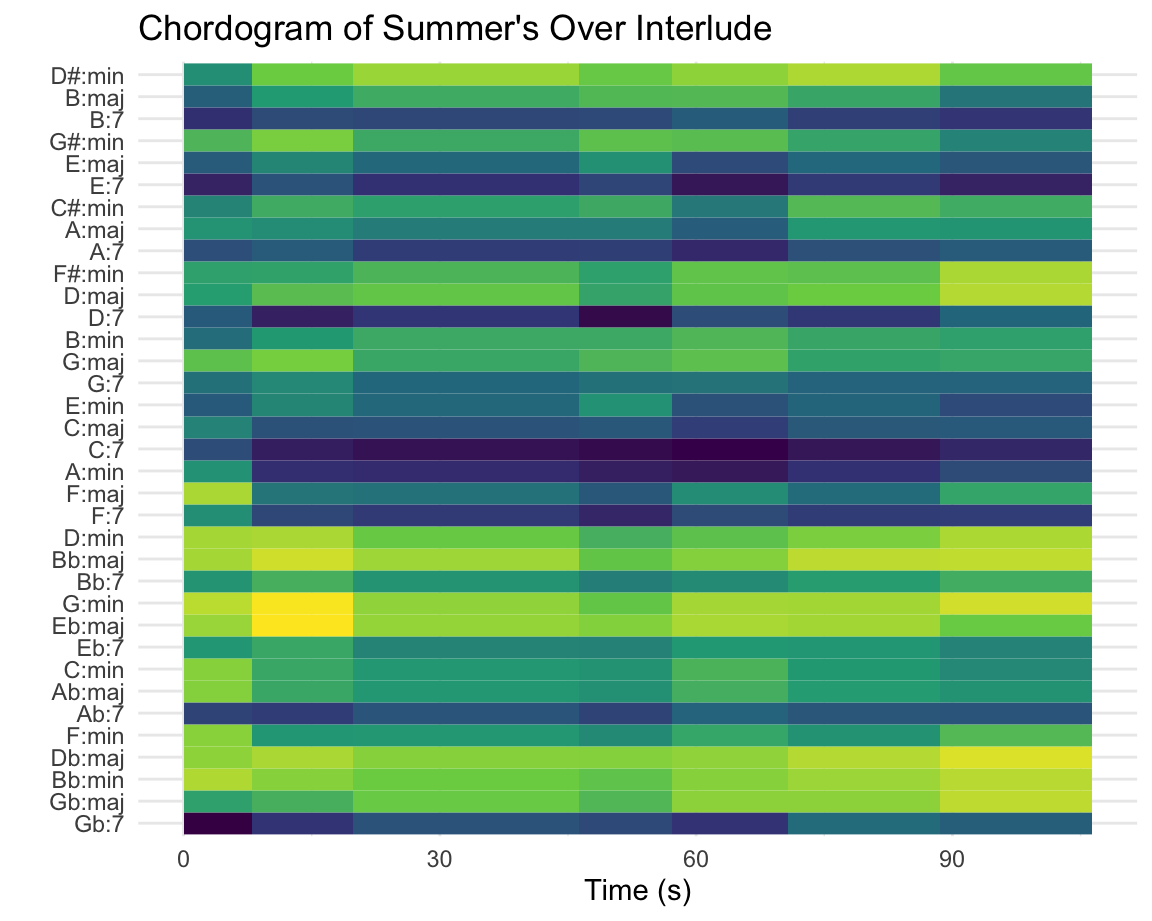 Chordogram of Summer's Over Interlude
D#:min
B:maj
B:7
G#:min
E:maj
E:7
C#:min
A:maj
A:7
F#:min
D:maj
D:7
B:min
G:maj
G:7
E:min
C:maj
C:7
A:min
F:maj
F:7
D:min
Bb:maj
Bb:7
G:min
Eb:maj
Eb:7
C:min
Ab:maj
Ab:7
F:min
Db:maj
Bb:min
Gb:maj
Gb:7
0 30 60 90
Time (s)